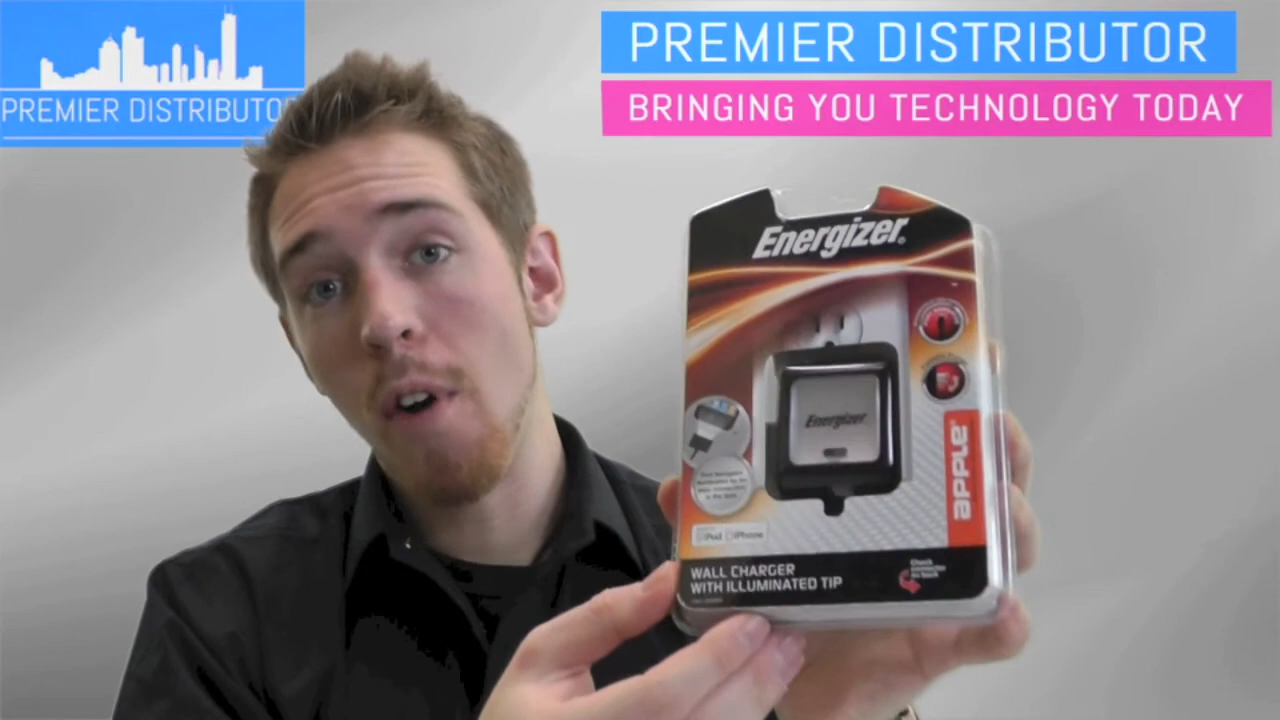 PREMIER DISTRIBUTOR
PREMIER DISTRIBUTOR
BRINGING YOU TECHNOLOGY TODAY
Energizer
Energizer
APPLE
iPod iPhone
WALL CHARGER
WITH ILLUMINATED TIP
Check
connector
on back